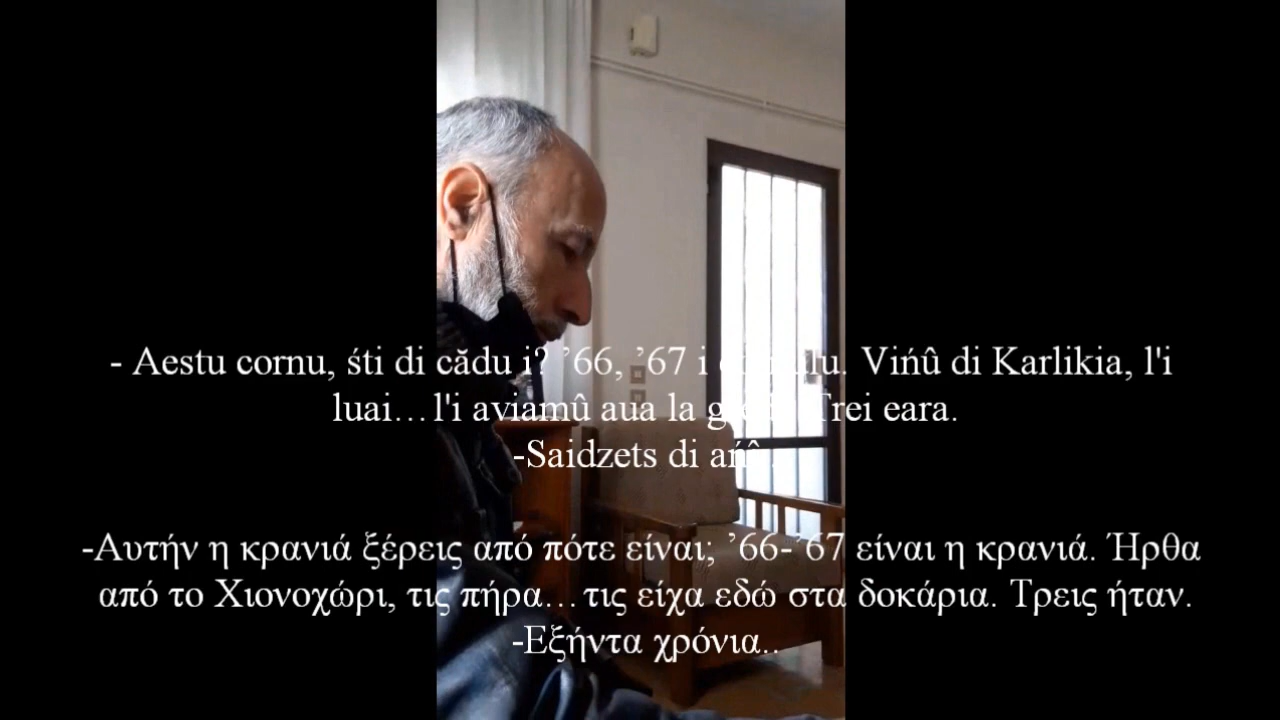 - Aestu cornu, śti di cădu i? ’66, ’67 i Vińû di Karlikia, l'i
luai…l'i aviamû aua la Trei eara.
-Saidzets di ańû..
-Αυτήν η κρανιά ξέρεις από πότε είναι; ’66-΄67 είναι η κρανιά. Ήρθα
από το Χιονοχώρι, τις πήρα…τις είχα εδώ στα δοκάρια. Τρεις ήταν.
-Εξήντα χρόνια..